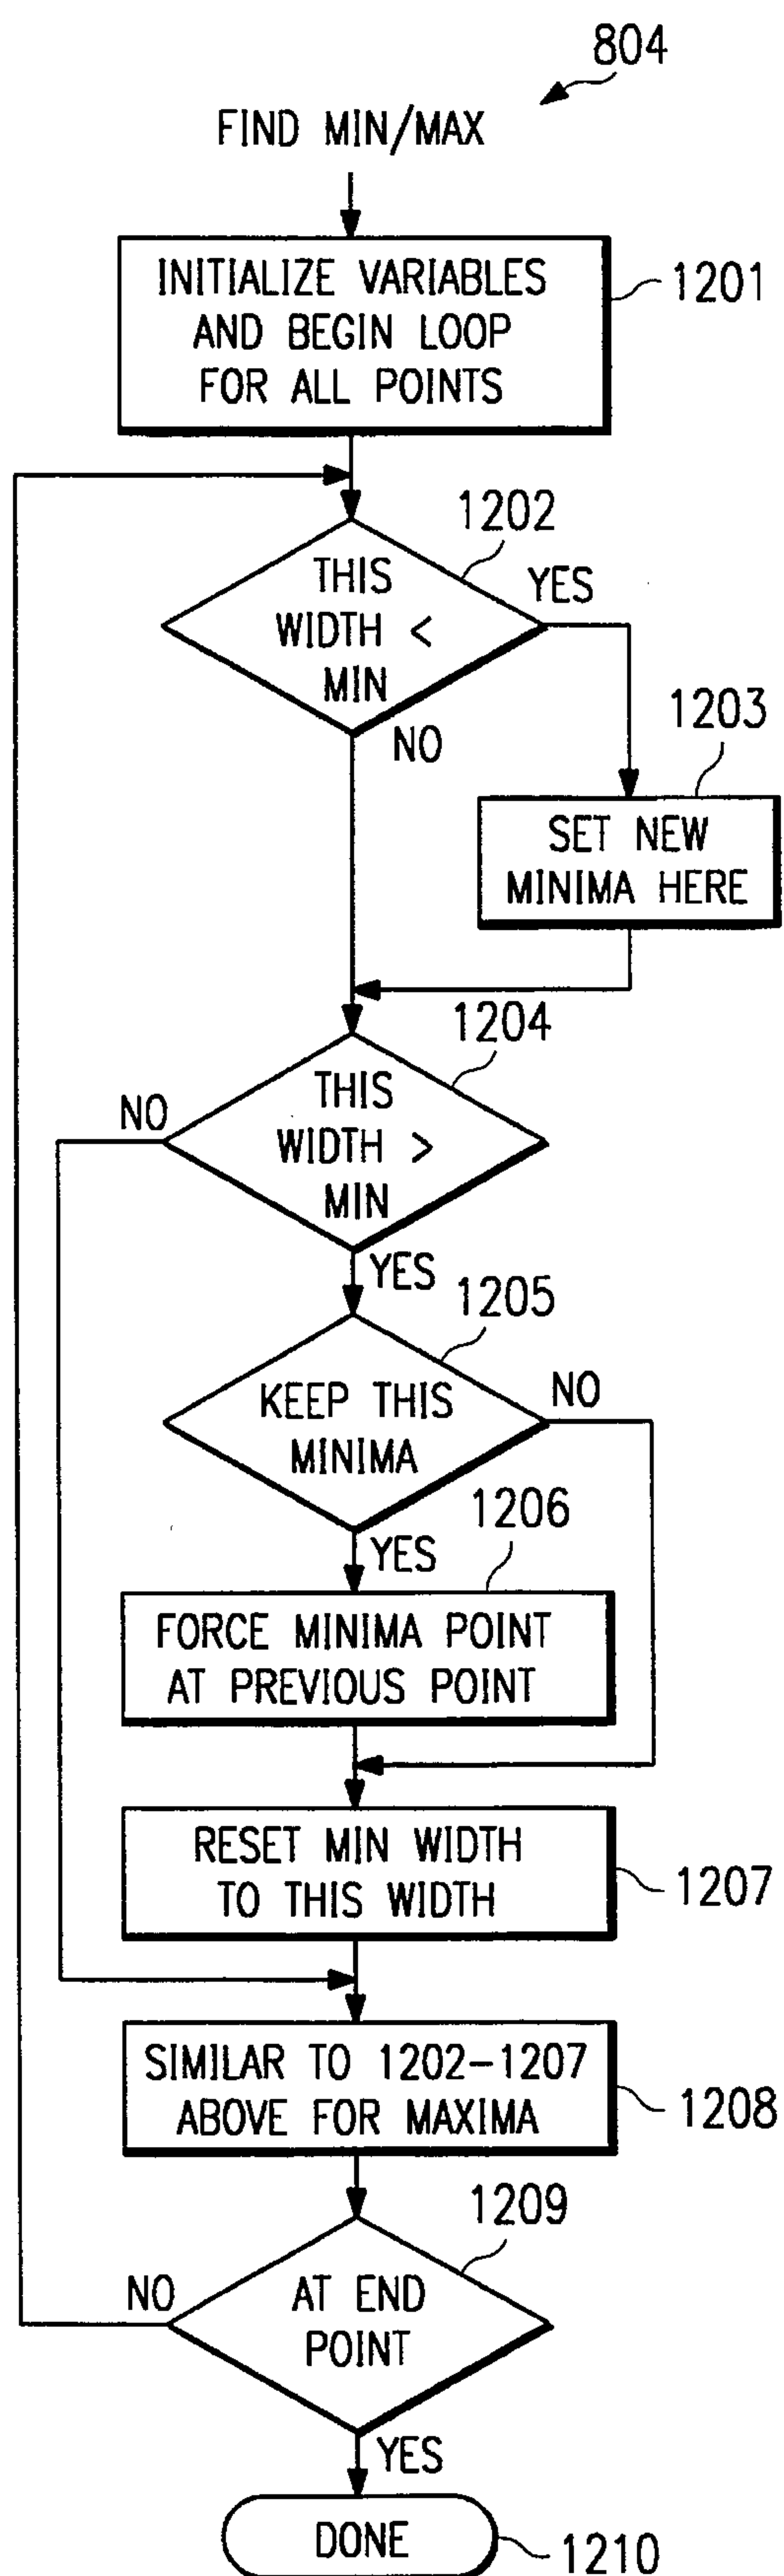 804
FIND MIN/MAX
INITIALIZE VARIABLES
AND BEGIN LOOP
FOR ALL POINTS
1201
1202
THIS
WIDTH <
MIN
YES
NO
1203
SET NEW
MINIMA HERE
1204
THIS
WIDTH >
MIN
NO
YES
1205
KEEP THIS
MINIMA
NO
YES
1206
FORCE MINIMA POINT
AT PREVIOUS POINT
RESET MIN WIDTH
TO THIS WIDTH
1207
SIMILAR TO 1202-1207
ABOVE FOR MAXIMA
1208
1209
AT END
POINT
NO
YES
DONE
1210